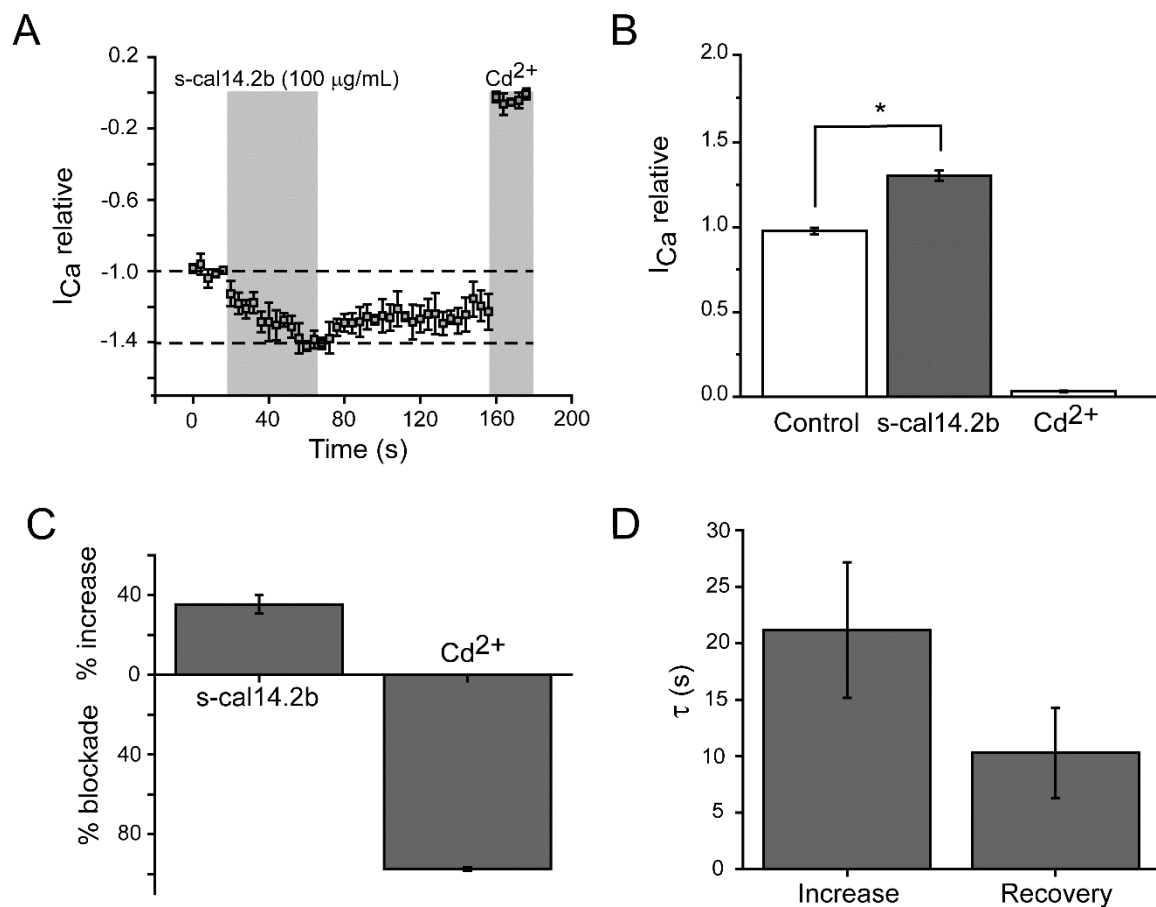 A
s-cal14.2b (100 μg/mL)
Cd2+
0.2
-0.2
-0.6
-1.0
-1.4
ICa relative
0
40
80
120
160
200
Time (s)
B
2.0
1.5
1.0
0.5
0.0
ICa relative
*
Control
s-cal14.2b
Cd2+
C
% increase
% blockade
40
0
40
80
s-cal14.2b
Cd2+
D
30
25
20
15
10
5
0
τ (s)
Increase
Recovery